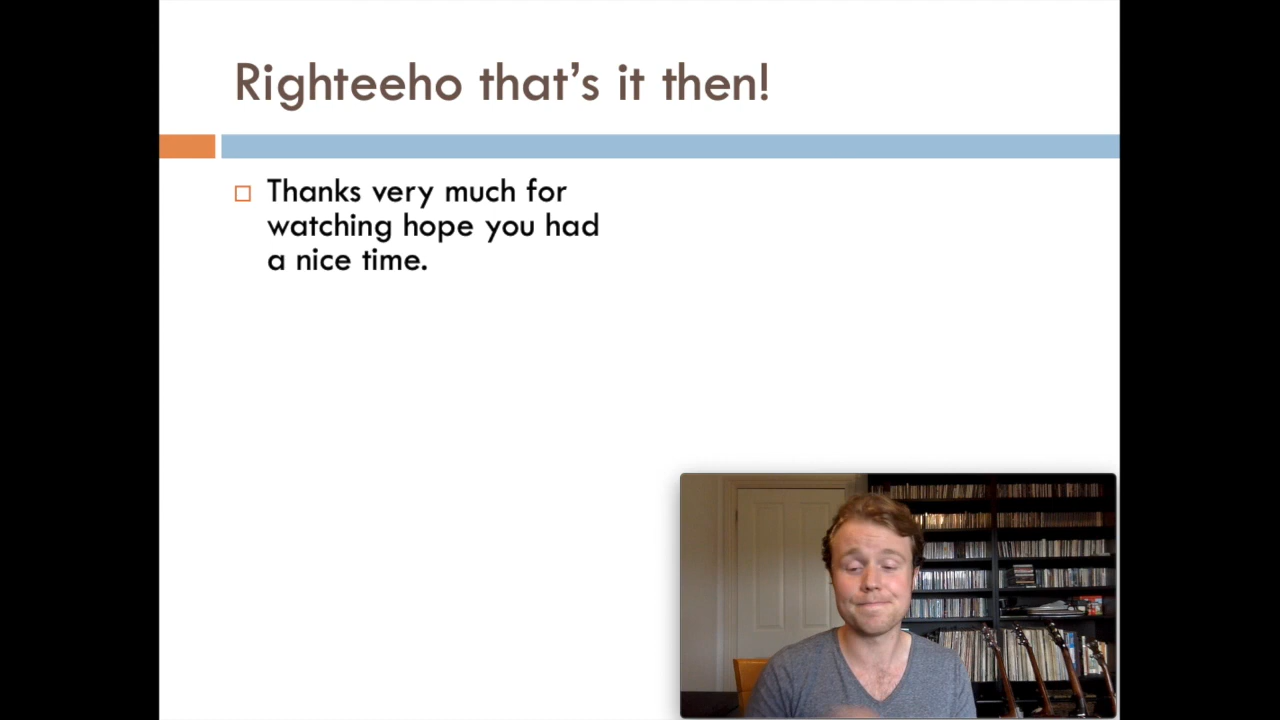 Righteeho that's it then!
Thanks very much for
watching hope you had
a nice time.